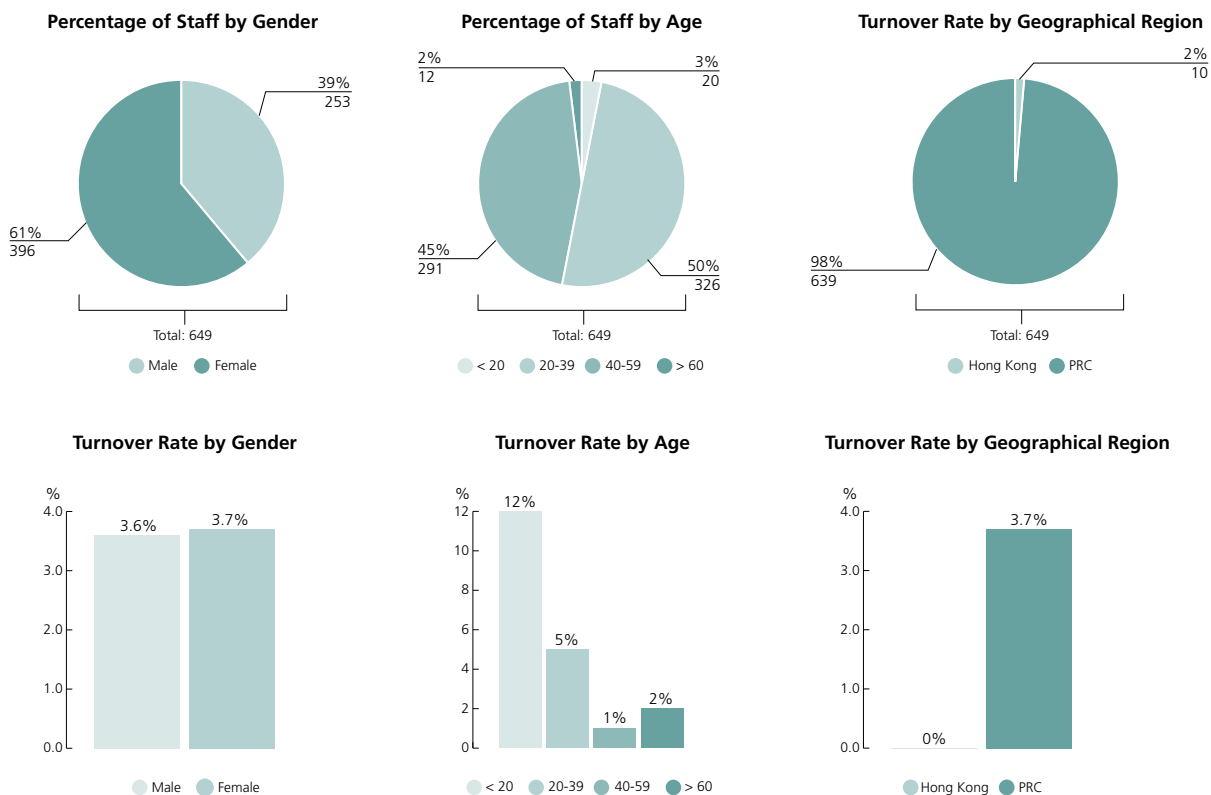 Percentage of Staff by Gender
39%
253
61%
396
Total: 649
Male Female
Percentage of Staff by Age
2%
12
3%
20
45%
291
50%
326
Total: 649
< 20 20-39 40-59 > 60
Turnover Rate by Geographical Region
2%
10
98%
639
Total: 649
Hong Kong PRC
Turnover Rate by Gender
%
4.0
3.0
2.0
1.0
0.0
3.6% 3.7%
Male Female
Turnover Rate by Age
%
12
10
8
6
4
2
0
12%
5%
1%
2%
< 20 20-39 40-59 > 60
Turnover Rate by Geographical Region
%
4.0
3.0
2.0
1.0
0.0
0%
3.7%
Hong Kong PRC